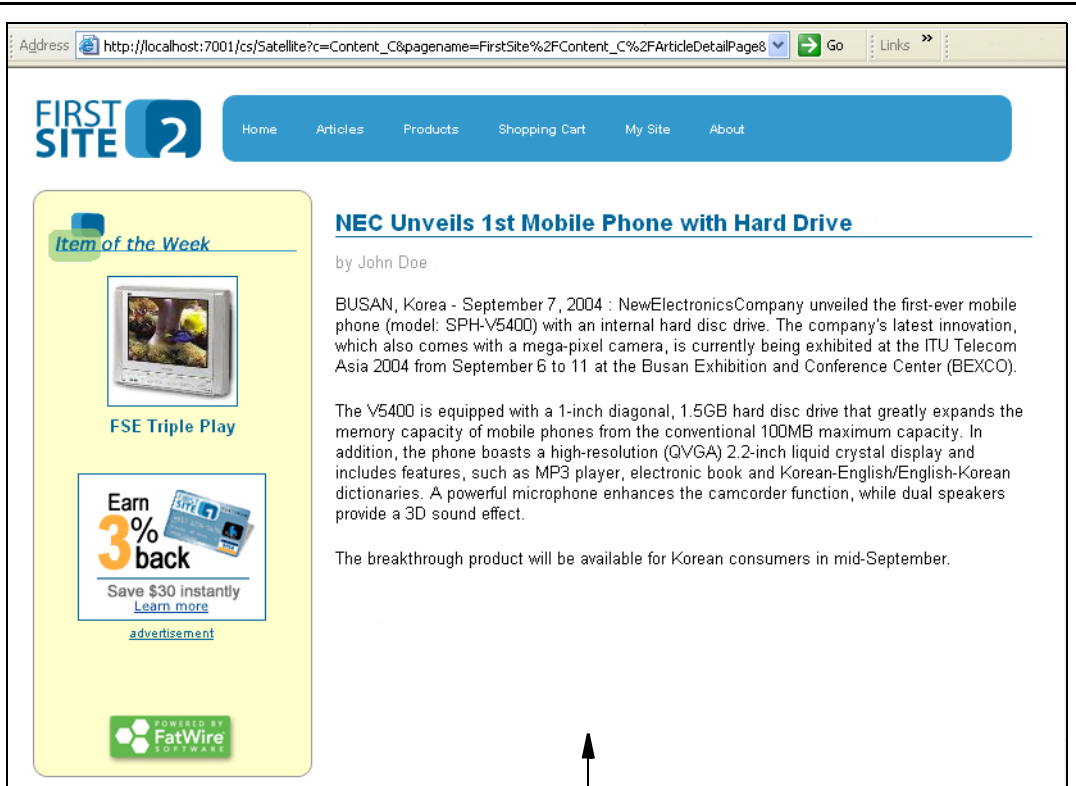 Address http://localhost:7001/cs/Satellite?c=Content_C&pagename=FirstSite%2FContent_C%2FArticleDetailPage& Go Links »
FIRST SITE 2
Home Articles Products Shopping Cart My Site About
Item of the Week
FSE Triple Play
Earn
3%
back
Save $30 instantly
Learn more
advertisement
POWERED BY
FatWire
SOFTWARE
NEC Unveils 1st Mobile Phone with Hard Drive
by John Doe
BUSAN, Korea - September 7, 2004 : NewElectronicsCompany unveiled the first-ever mobile
phone (model: SPH-V5400) with an internal hard disc drive. The company's latest innovation,
which also comes with a mega-pixel camera, is currently being exhibited at the ITU Telecom
Asia 2004 from September 6 to 11 at the Busan Exhibition and Conference Center (BEXCO).
The V5400 is equipped with a 1-inch diagonal, 1.5GB hard disc drive that greatly expands the
memory capacity of mobile phones from the conventional 100MB maximum capacity. In
addition, the phone boasts a high-resolution (QVGA) 2.2-inch liquid crystal display and
includes features, such as MP3 player, electronic book and Korean-English/English-Korean
dictionaries. A powerful microphone enhances the camcorder function, while dual speakers
provide a 3D sound effect.
The breakthrough product will be available for Korean consumers in mid-September.